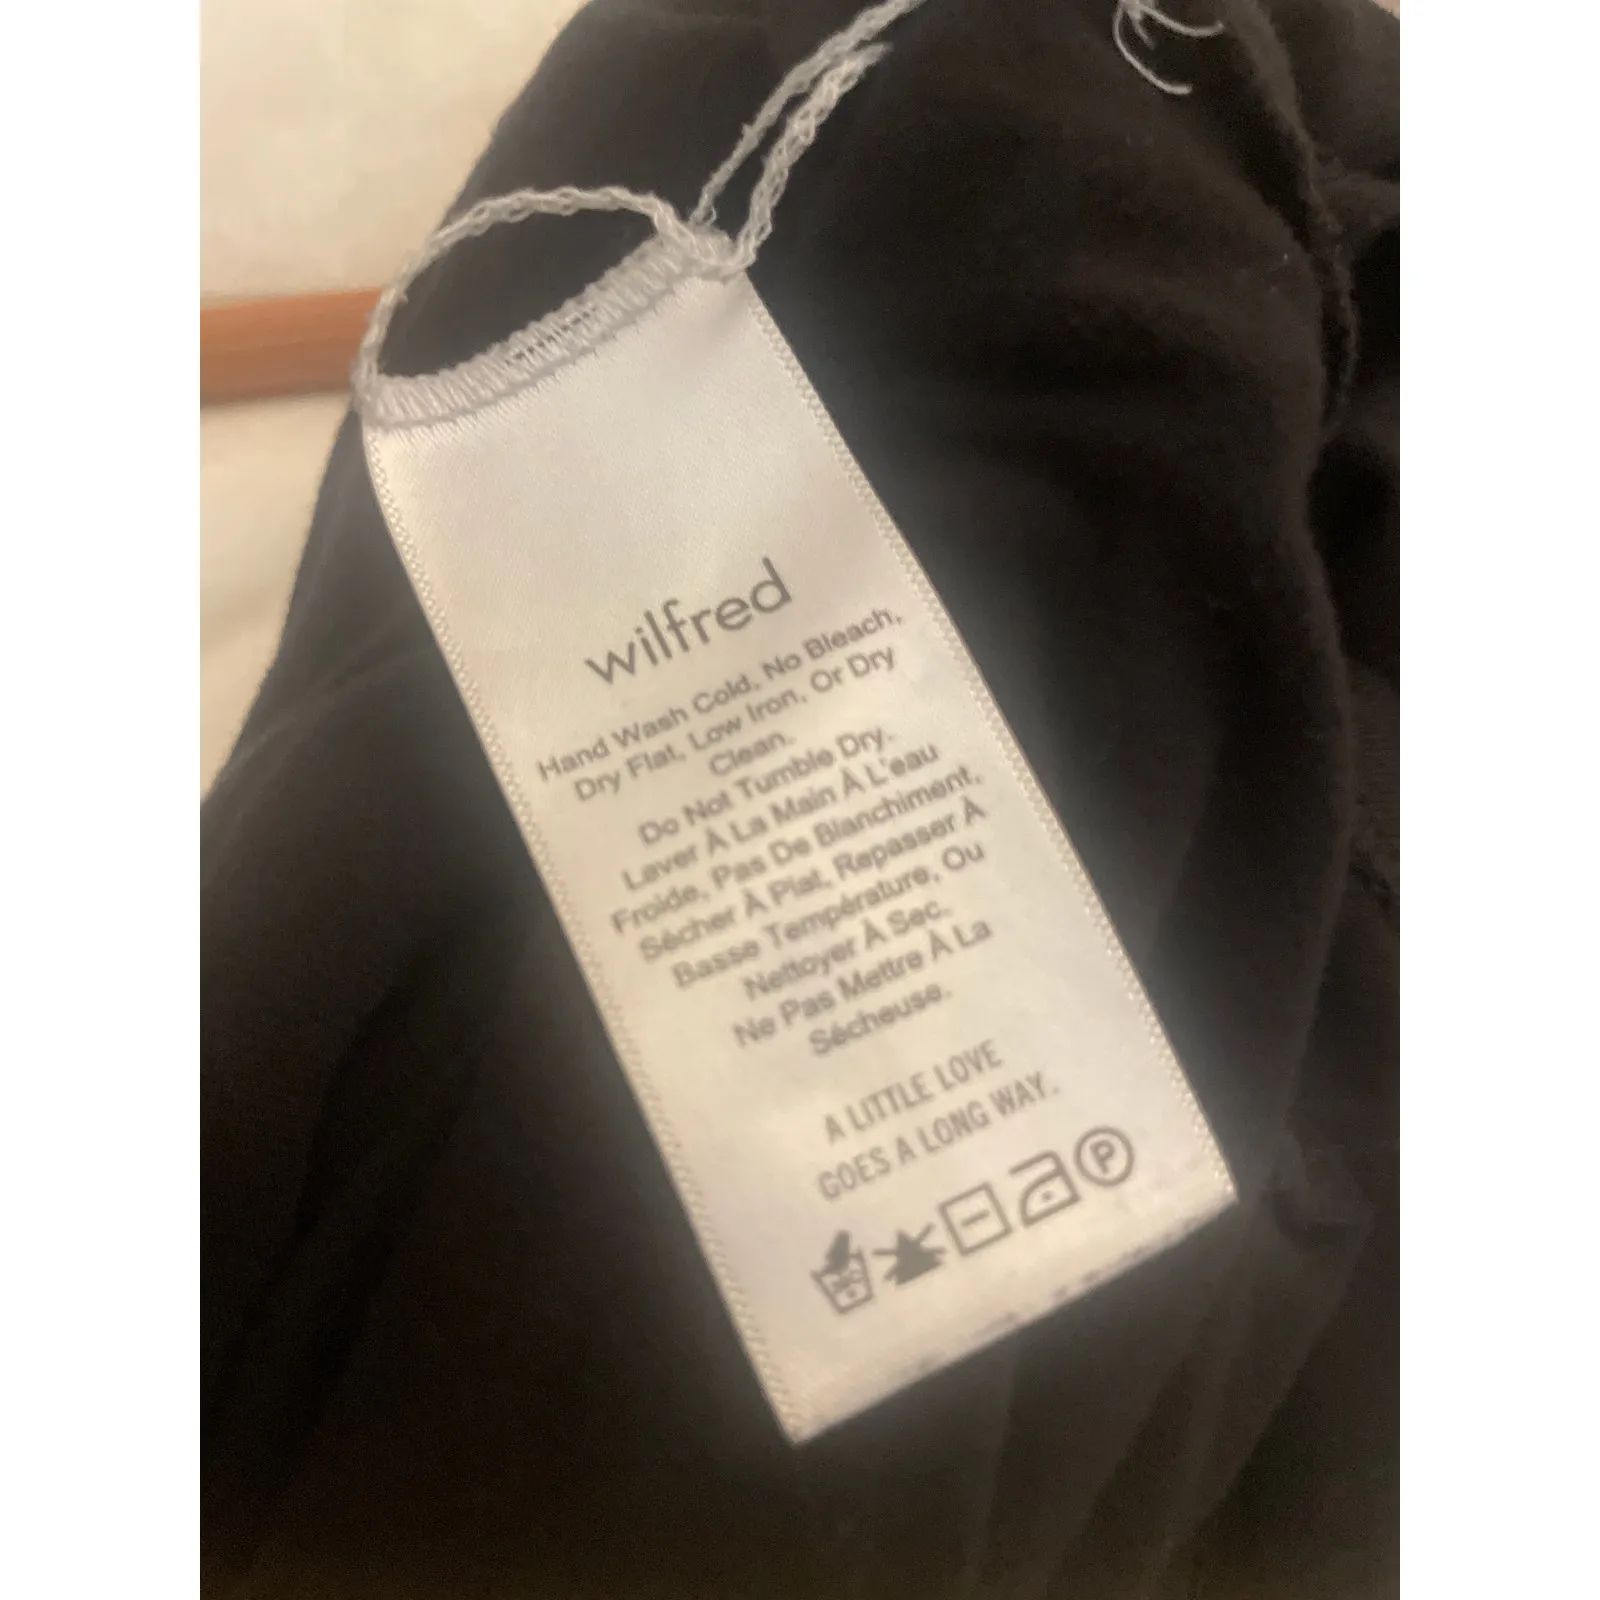 wilfred
Hand Wash Cold, No Bleach,
Dry Flat, Low Iron, Or Dry
Clean.
Do Not Tumble Dry.
Laver À La Main À L'eau
Froide, Pas De Blanchiment,
Sécher À Plat, Repasser À
Basse Température, Ou
Nettoyer À Sec.
Ne Pas Mettre À La
Sécheuse.
A LITTLE LOVE
GOES A LONG WAY.
P